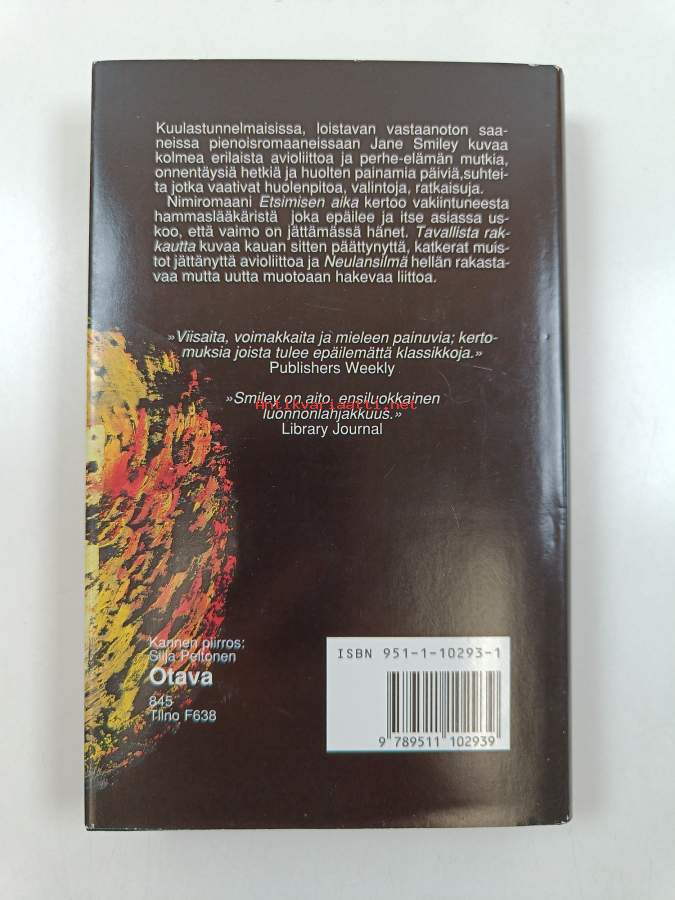 Kuulastunnelmaisissa, loistavan vastaanoton saa-
neissa pienoisromaaneissaan Jane Smiley kuvaa
kolmea erilaista avioliittoa ja perhe-elämän mutkia,
onnentäysiä hetkiä ja huolten painamia päiviä,suhtei-
ta jotka vaativat huolenpitoa, valintoja, ratkaisuja.
Nimiromaani Etsimisen aika kertoo vakiintuneesta
hammaslääkäristä joka epäilee ja itse asiassa us-
koo, että vaimo on jättämässä hänet. Tavallista rak-
kautta kuvaa kauan sitten päättynyttä, katkerat muis-
tot jättänyttä avioliittoa ja Neulansilmä hellän rakasta-
vaa mutta uutta muotoaan hakevaa liittoa.
»Viisaita, voimakkaita ja mieleen painuvia; kerto-
muksia joista tulee epäilemättä klassikkoja.»
Publishers Weekly
»Smiley on aito, ensiluokkainen
Antikvariaatti.net
luonnonlahjakkuus.»
Library Journal
Kannen piirros:
Silja Peltonen
Otava
845
Tlno F638
ISBN 951-1-10293-1
9 789511 102939